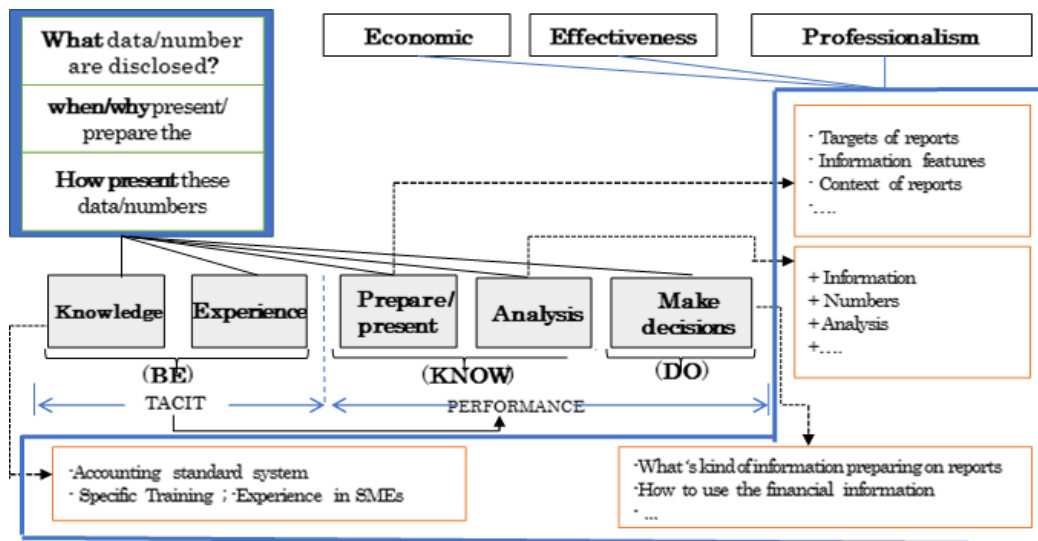 What data/number
are disclosed?
when/why present/
prepare the
How present these
data/numbers
Economic
Effectiveness
Professionalism
- Targets of reports
- Information features
- Context of reports
-….
+ Information
+ Numbers
+ Analysis
+….
Knowledge
Experience
Prepare/
present
Analysis
Make
decisions
(BE)
(KNOW)
(DO)
TACIT
PERFORMANCE
-Accounting standard system
- Specific Training ; -Experience in SMEs
-What's kind of information preparing on reports
-How to use the financial information
- ...